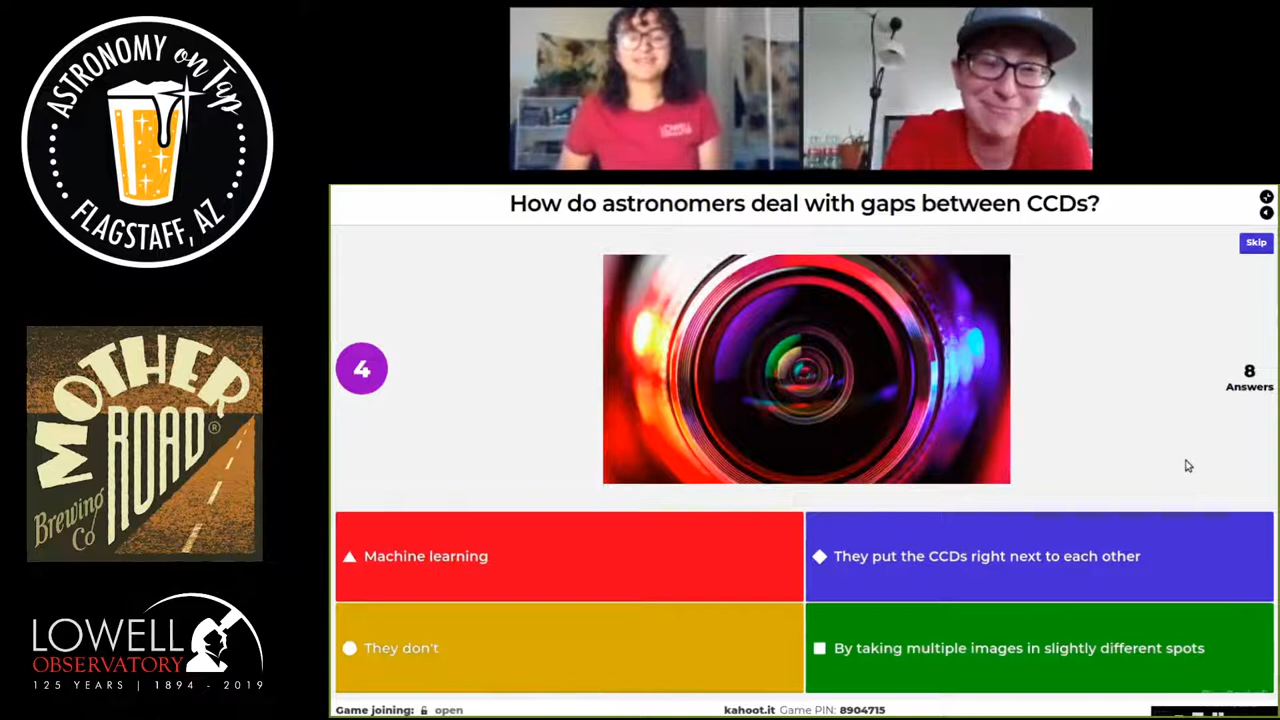 ASTRONOMY on Tap
FLAGSTAFF, AZ
MOTHER
ROAD
®
Brewing
Co
LOWELL
OBSERVATORY
125 YEARS | 1894 - 2019
LOWELL
How do astronomers deal with gaps between CCDs?
Skip
4
8
Answers
Machine learning
They put the CCDs right next to each other
They don't
By taking multiple images in slightly different spots
Game joining: open
kahoot.it Game PIN: 8904715